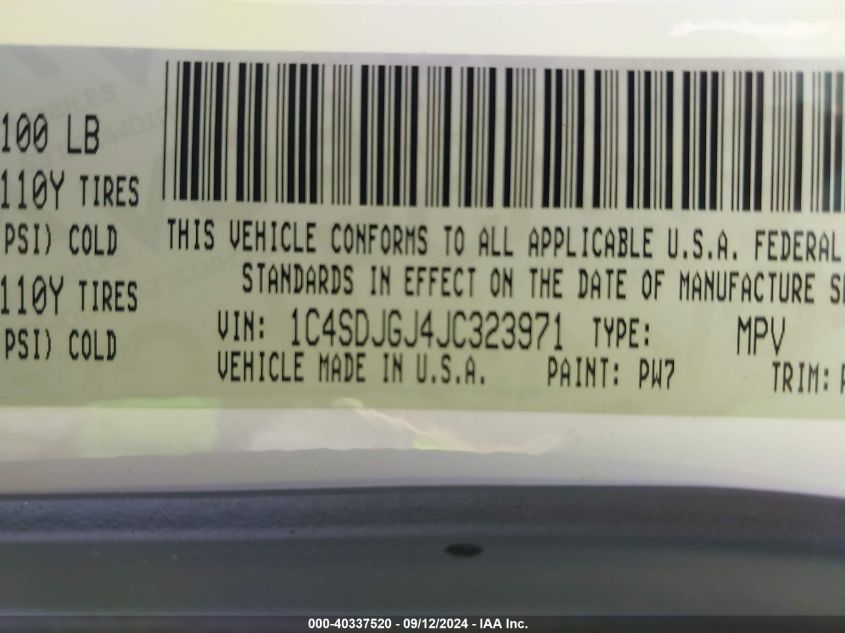 100 LB
110Y TIRES
PSI) COLD
110Y TIRES
PSI) COLD
THIS VEHICLE CONFORMS TO ALL APPLICABLE U.S.A. FEDERAL
STANDARDS IN EFFECT ON THE DATE OF MANUFACTURE
VIN: 1C4SDJGJ4JC323971 TYPE: MPV
VEHICLE MADE IN U.S.A. PAINT: PW7 TRIM:
000-40337520 - 09/12/2024 - IAA Inc.